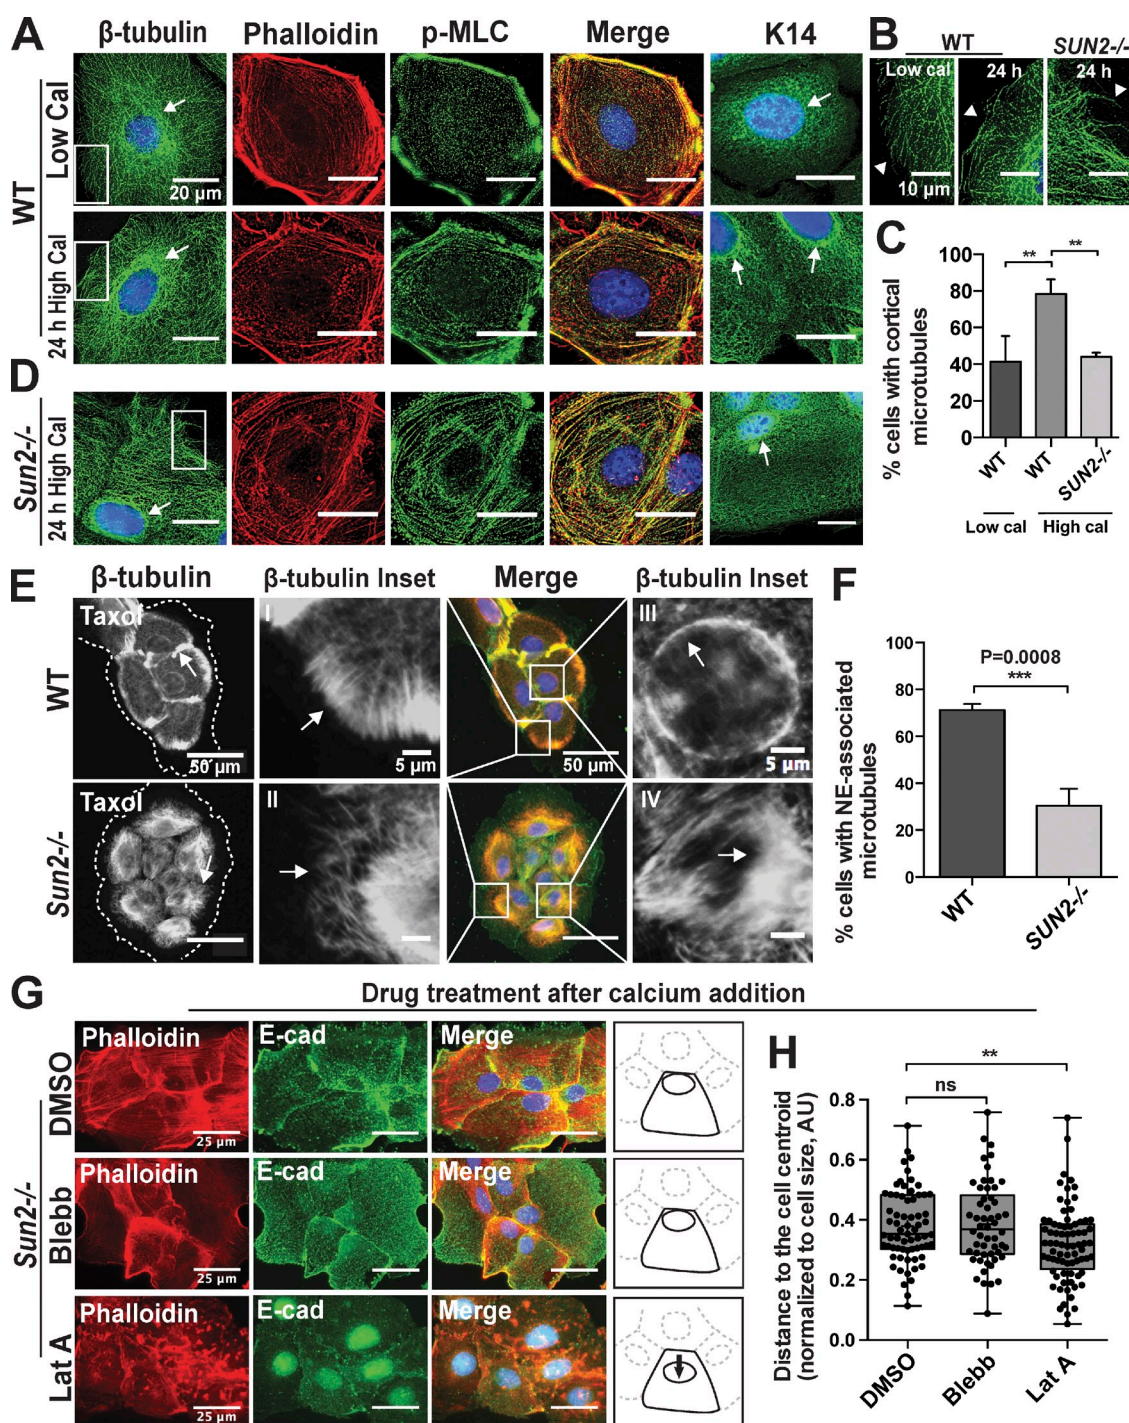 A
β-tubulin
Phalloidin
p-MLC
Merge
K14
WT
Low Cal
20 µm
24 h High Cal
B
WT
SUN2-/-
Low cal
24 h
24 h
10 µm
C
% cells with cortical
microtubules
100
80
60
40
20
0
**
**
WT
WT
SUN2-/-
Low cal
High cal
D
Sun2-/-
24 h High Cal
E
β-tubulin
β-tubulin Inset
Merge
β-tubulin Inset
WT
Taxol
50 µm
I
5 µm
50 µm
III
5 µm
Sun2-/-
Taxol
II
IV
F
% cells with NE-associated
microtubules
100
80
60
40
20
0
P=0.0008
***
WT
SUN2-/-
G
Drug treatment after calcium addition
Sun2-/-
DMSO
Phalloidin
E-cad
Merge
25 µm
Blebb
Phalloidin
E-cad
Merge
25 µm
Lat A
Phalloidin
E-cad
Merge
25 µm
H
Distance to the cell centroid
(normalized to cell size, AU)
0.8
0.6
0.4
0.2
0.0
**
ns
DMSO
Blebb
Lat A